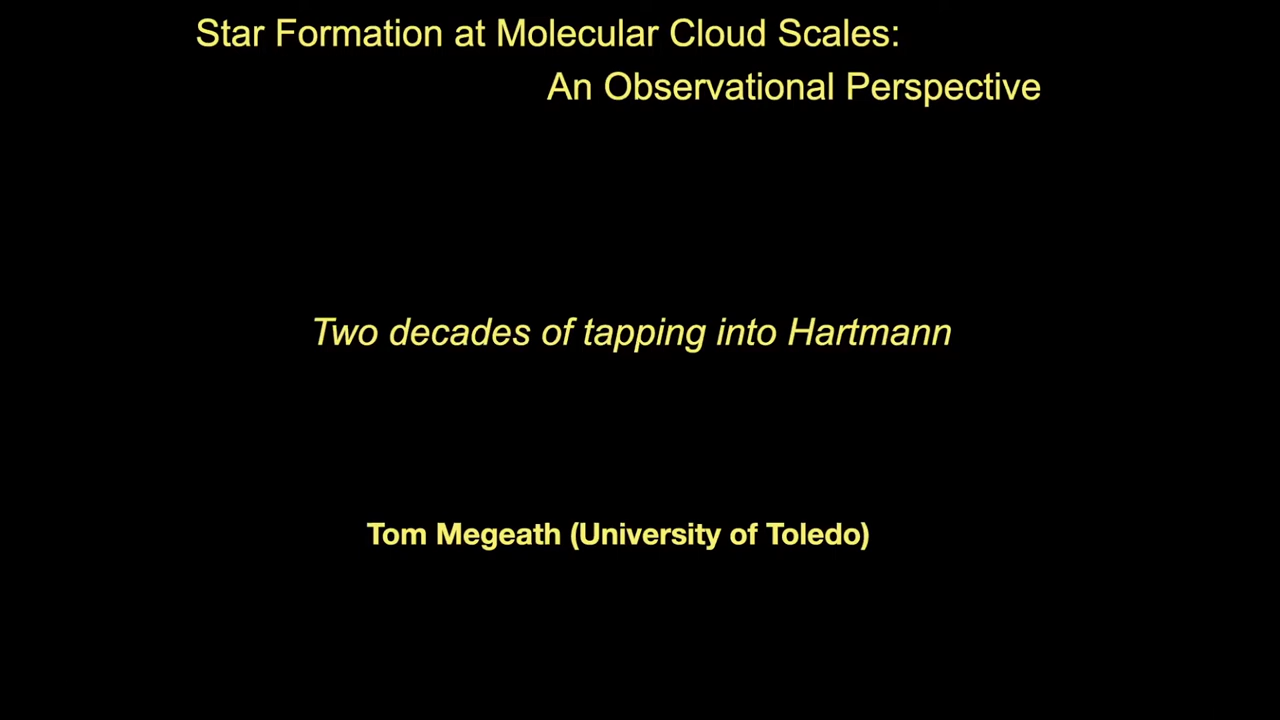 Star Formation at Molecular Cloud Scales:
An Observational Perspective
Two decades of tapping into Hartmann
Tom Megeath (University of Toledo)